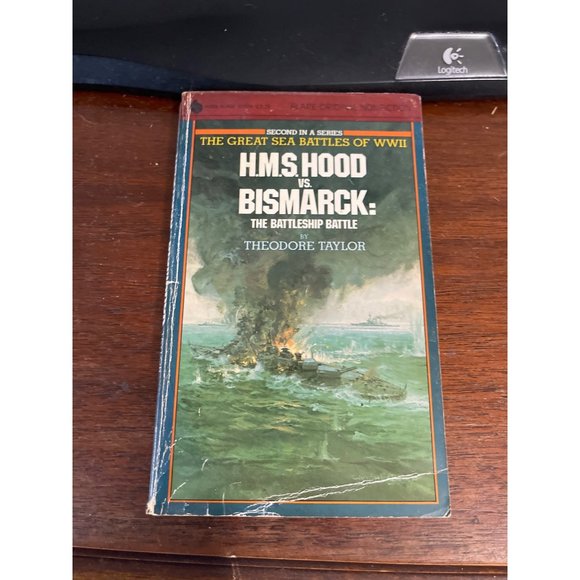 Logitech
SECOND IN A SERIES
THE GREAT SEA BATTLES OF WWII
H.M.S. HOOD
VS.
BISMARCK:
THE BATTLESHIP BATTLE
BY
THEODORE TAYLOR